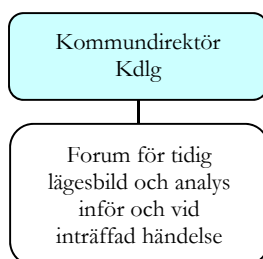 Kommundirektör
Kdlg
Forum för tidig
lägesbild och analys
inför och vid
inträffad händelse